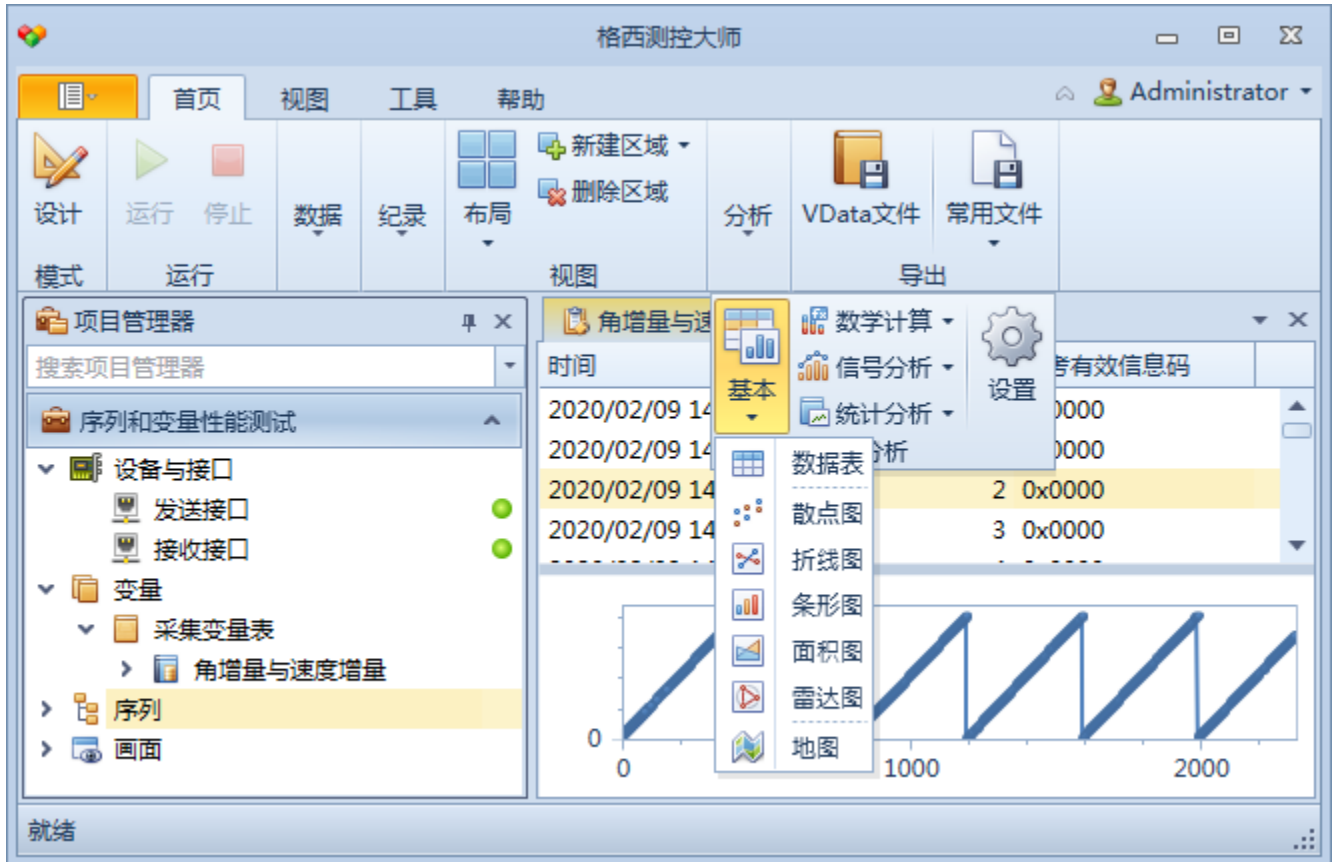 格西测控大师
首页 视图 工具 帮助 Administrator
新建区域
删除区域
设计 运行 停止 数据 纪录 布局 分析 VData文件 常用文件
模式 运行 视图 导出
项目管理器
搜索项目管理器
序列和变量性能测试
设备与接口
发送接口
接收接口
变量
采集变量表
角增量与速度增量
序列
画面
角增量与速
时间 有效信息码
2020/02/09 14 0x0000
2020/02/09 14 0x0000
2020/02/09 14 2 0x0000
2020/02/09 14 3 0x0000
基本
数学计算
信号分析
统计分析
设置
分析
数据表
散点图
折线图
条形图
面积图
雷达图
地图
0
0 1000 2000
就绪